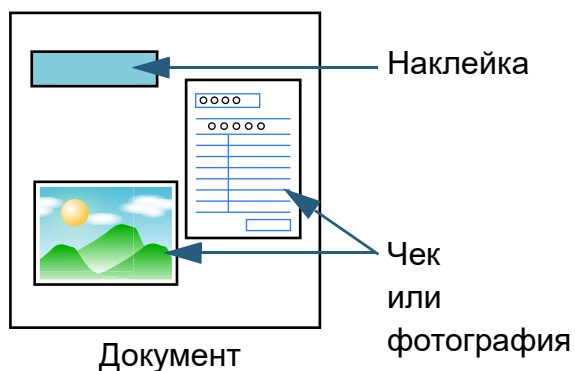 Наклейка
Чек
или
фотография
Документ